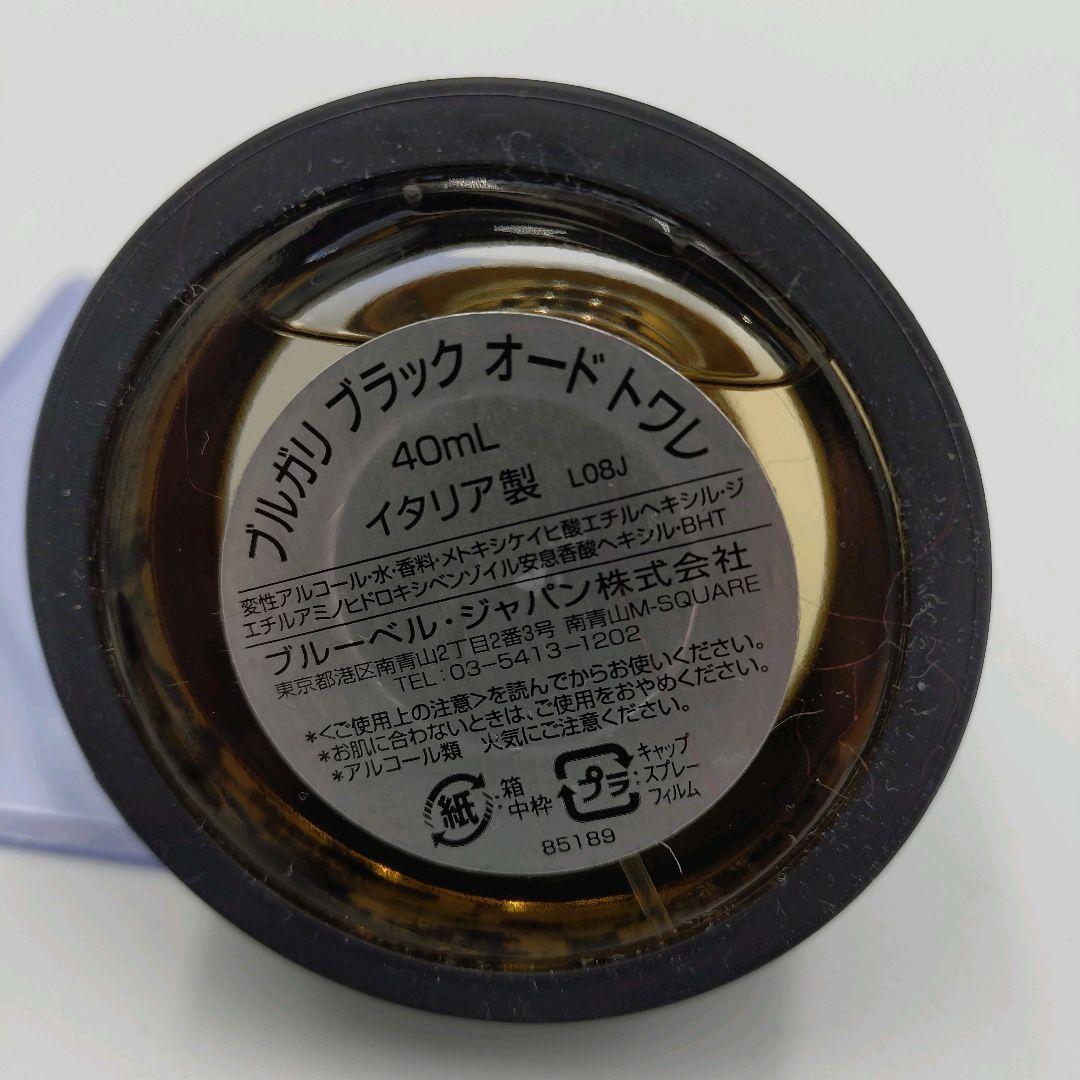 ブルガリ ブラック オード トワレ
40mL
イタリア製 L08J
変性アルコール・水・香料・メトキシケイヒ酸エチルヘキシル・ジ
エチルアミノヒドロキシベンゾイル安息香酸ヘキシル・BHT
ブルーベル・ジャパン株式会社
東京都港区南青山2丁目2番3号 南青山M-SQUARE
TEL:03-5413-1202
*<ご使用上の注意>を読んでからお使いください。
*お肌に合わないときは、ご使用をおやめください。
*アルコール類 火気にご注意ください。
紙:箱
中枠
プラ:キャップ
スプレー
フィルム
85189